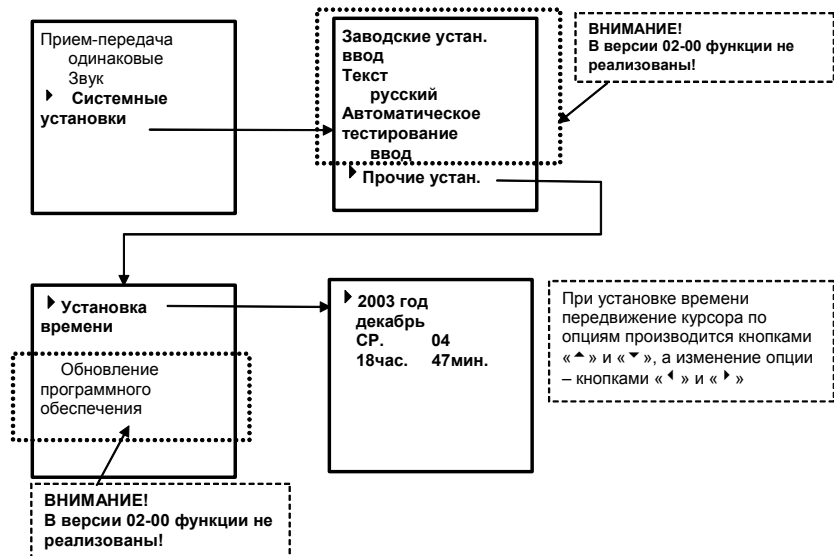 Прием-передача
одинаковые
Звук
Системные
установки
Заводские устан.
ввод
Текст
русский
Автоматическое
тестирование
ввод
Прочие устан.
ВНИМАНИЕ!
В версии 02-00 функции не
реализованы!
Установка
времени
Обновление
программного
обеспечения
2003 год
декабрь
СР. 04
18час. 47мин.
При установке времени
передвижение курсора по
опциям производится кнопками
« » и « », а изменение опции
– кнопками « » и « »
ВНИМАНИЕ!
В версии 02-00 функции не
реализованы!